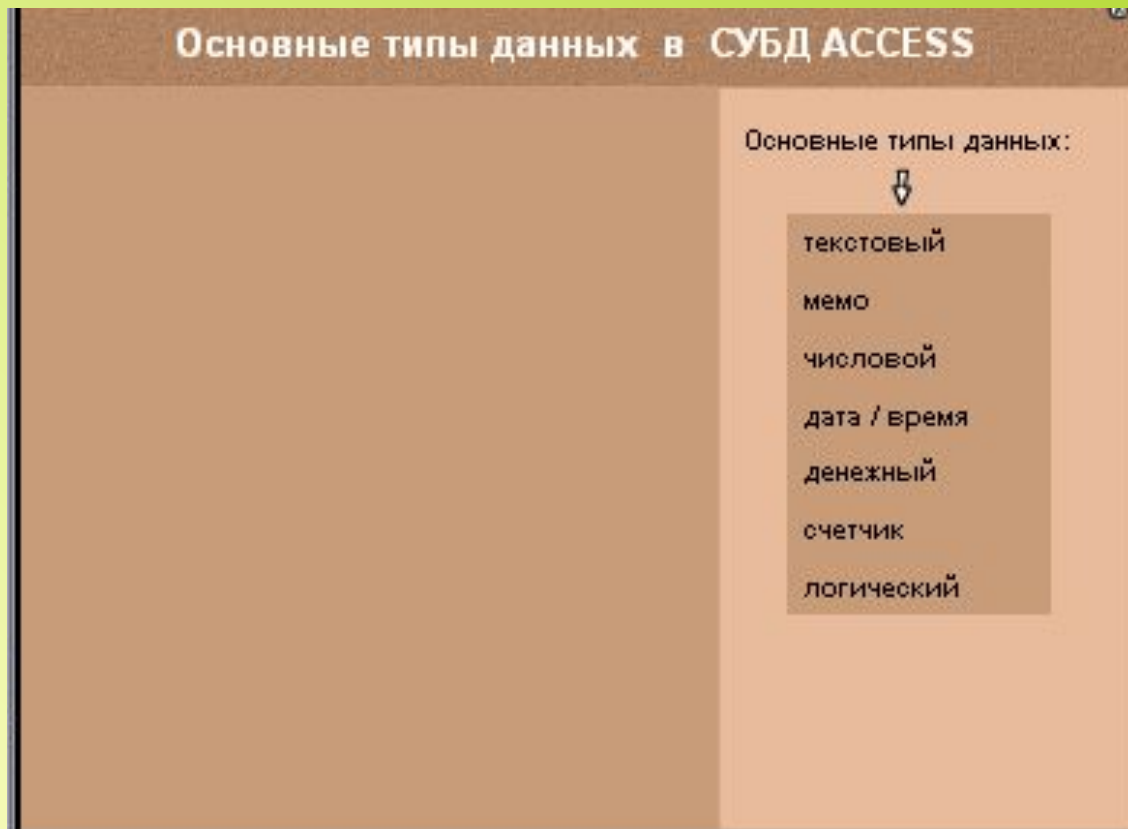 Основные типы данных в СУБД ACCESS
Основные типы данных:
текстовый
мемо
числовой
дата / время
денежный
счетчик
логический